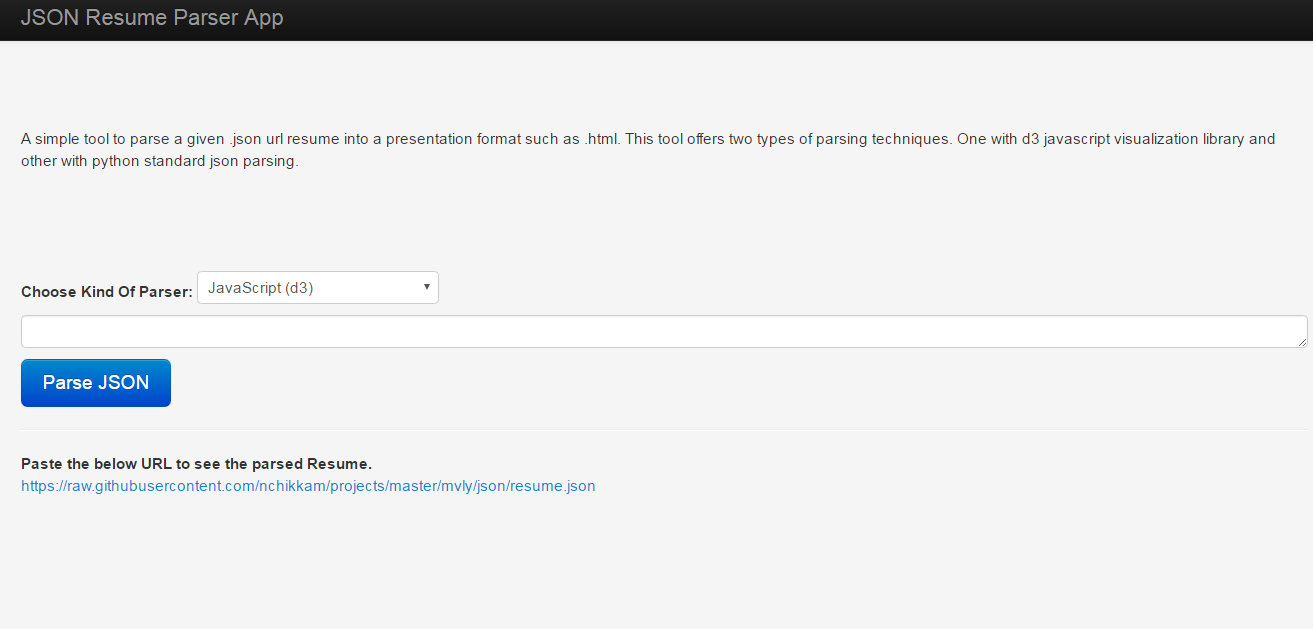 JSON Resume Parser App
A simple tool to parse a given .json url resume into a presentation format such as .html. This tool offers two types of parsing techniques. One with d3 javascript visualization library and
other with python standard json parsing.
Choose Kind Of Parser: JavaScript (d3)
Parse JSON
Paste the below URL to see the parsed Resume.
https://raw.githubusercontent.com/nchikkam/projects/master/mvly/json/resume.json